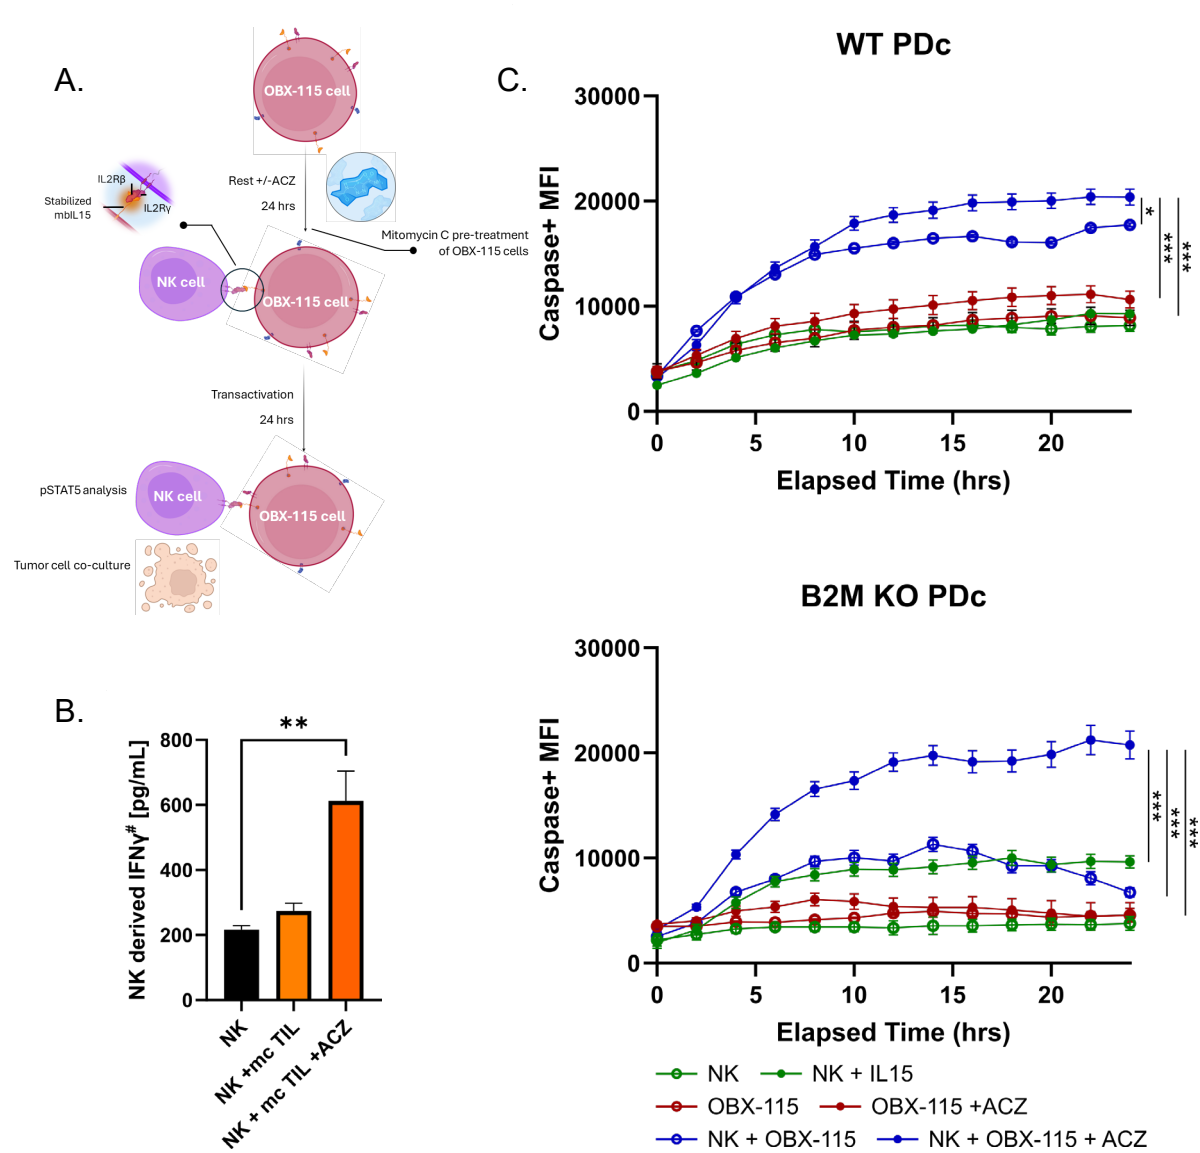 A.
OBX-115 cell
Rest +/-ACZ
24 hrs
IL2Rβ
IL2Rγ
Stabilized
mbIL15
Mitomycin C pre-treatment
of OBX-115 cells
NK cell
OBX-115 cell
Transactivation
24 hrs
pSTAT5 analysis
NK cell
OBX-115 cell
Tumor cell co-culture
B.
NK derived IFNγ# [pg/mL]
800
600
400
200
0
**
NK
NK +mc TIL
NK + mc TIL +ACZ
C.
WT PDc
Caspase+ MFI
30000
20000
10000
0
0 5 10 15 20
Elapsed Time (hrs)
*
***
***
B2M KO PDc
Caspase+ MFI
30000
20000
10000
0
0 5 10 15 20
Elapsed Time (hrs)
***
***
***
NK NK + IL15
OBX-115 OBX-115 +ACZ
NK + OBX-115 NK + OBX-115 + ACZ